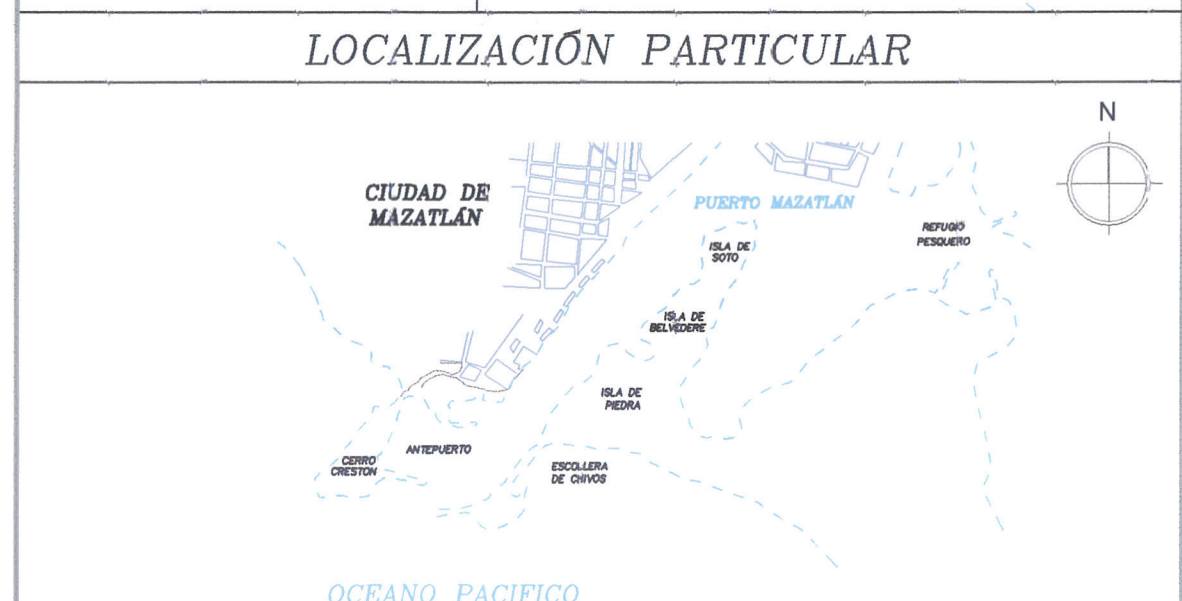 LOCALIZACIÓN PARTICULAR
N
CIUDAD DE
MAZATLÁN
PUERTO MAZATLÁN
REFUGIO
PESQUERO
ISLA DE
SOTO
ISLA DE
BELVEDERE
ISLA DE
PIEDRA
ANTEPUERTO
CERRO
CRESTON
ESCOLLERA
DE CHIVOS
OCEANO PACIFICO